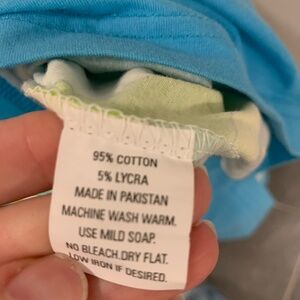 95% COTTON
5% LYCRA
MADE IN PAKISTAN
MACHINE WASH WARM.
USE MILD SOAP.
NO BLEACH.DRY FLAT.
LOW IRON IF DESIRED.